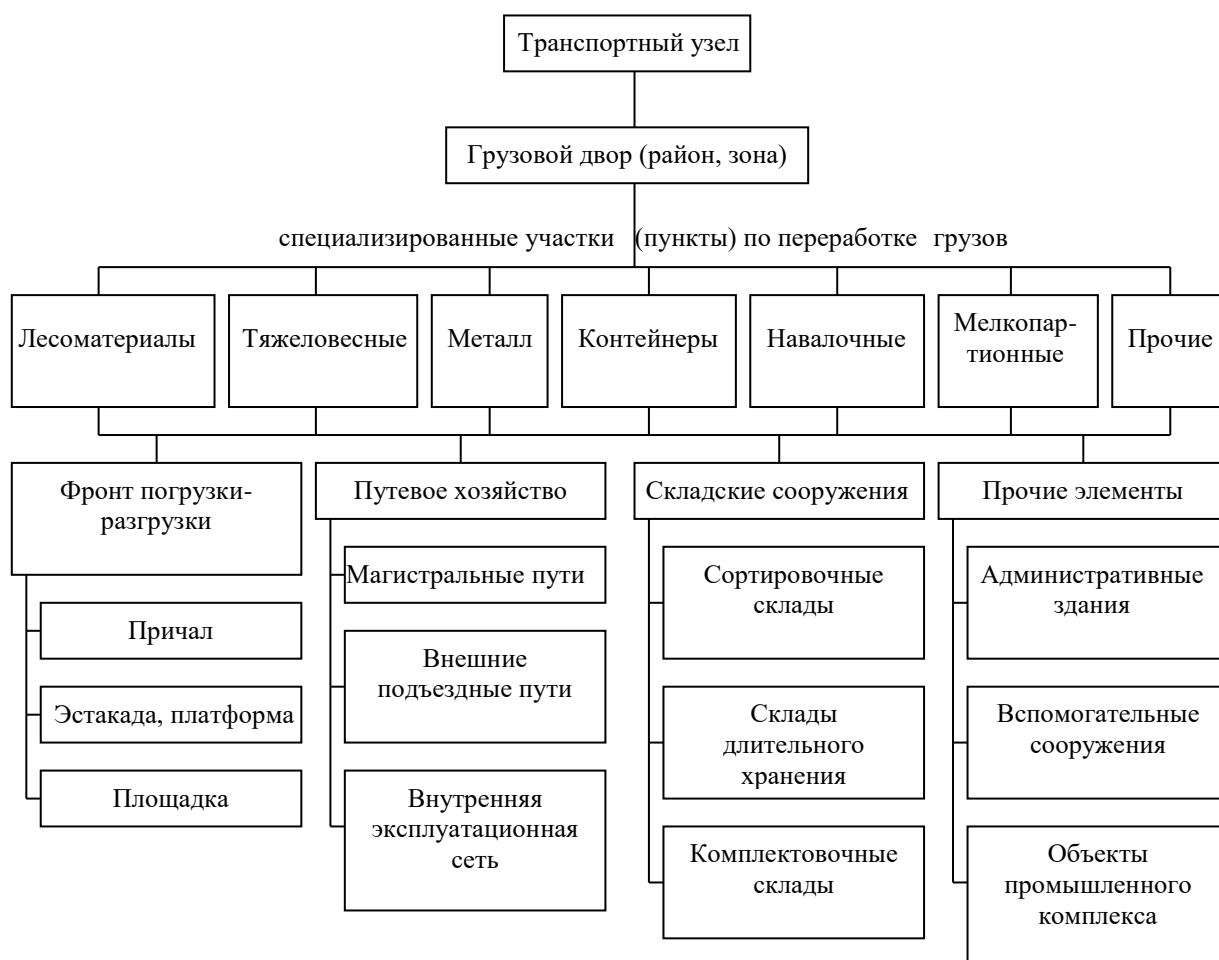 Транспортный узел
Грузовой двор (район, зона)
специализированные участки (пункты) по переработке грузов
Лесоматериалы
Тяжеловесные
Металл
Контейнеры
Навалочные
Мелкопар-
тионные
Прочие
Фронт погрузки-
разгрузки
Причал
Эстакада, платформа
Площадка
Путевое хозяйство
Магистральные пути
Внешние
подъездные пути
Внутренняя
эксплуатационная
сеть
Складские сооружения
Сортировочные
склады
Склады
длительного
хранения
Комплектовочные
склады
Прочие элементы
Административные
здания
Вспомогательные
сооружения
Объекты
промышленного
комплекса